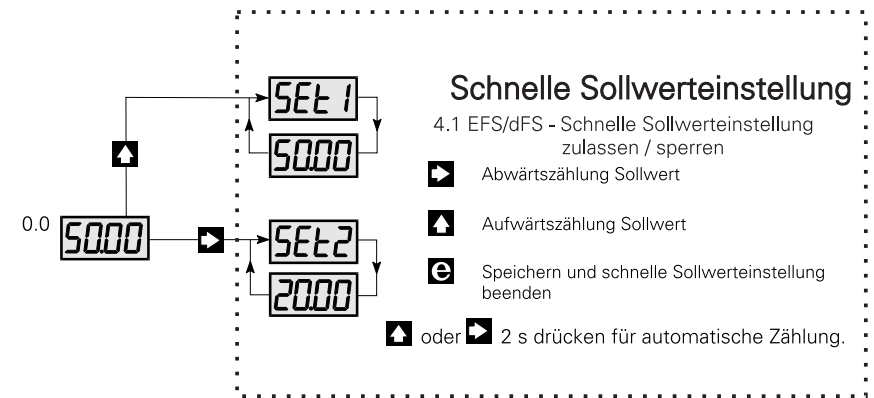 Schnelle Sollwerteinstellung
4.1 EFS/dFS - Schnelle Sollwerteinstellung
zulassen / sperren
SEt 1
50.00
Abwärtszählung Sollwert
Aufwärtszählung Sollwert
0.0 50.00
SEt2
20.00
e Speichern und schnelle Sollwerteinstellung
beenden
oder 2 s drücken für automatische Zählung.